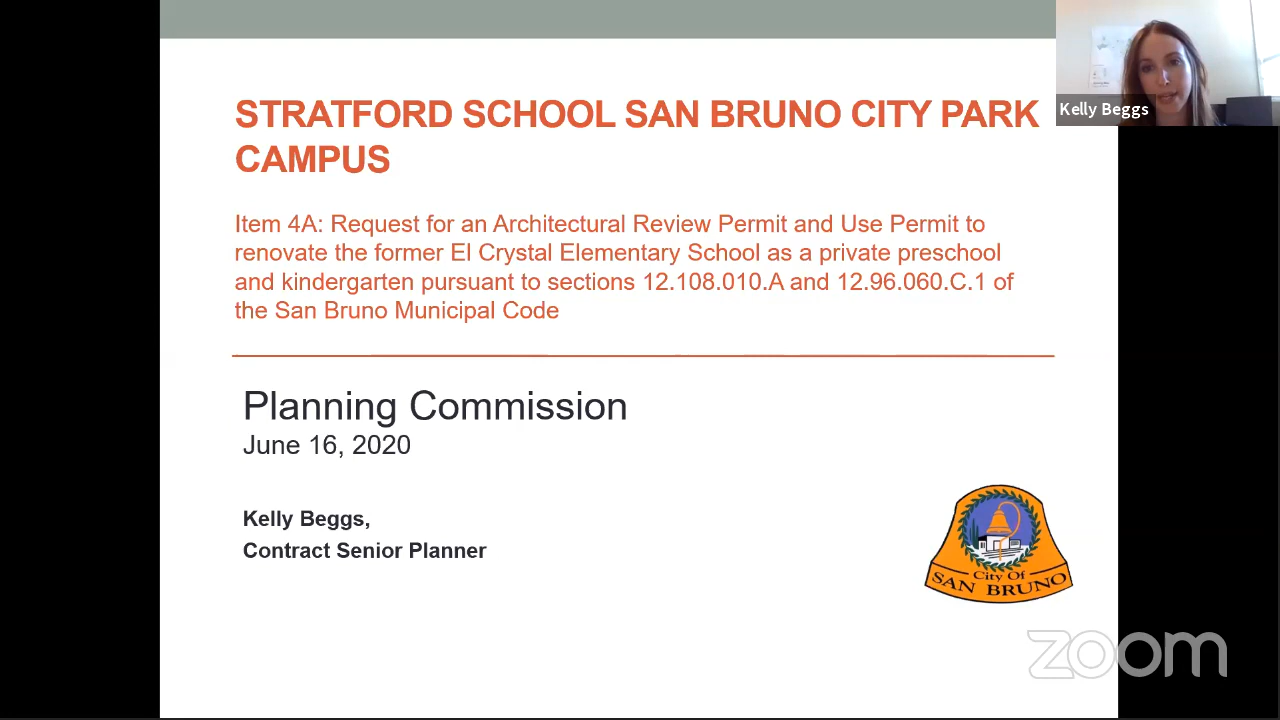 STRATFORD SCHOOL SAN BRUNO CITY PARK
CAMPUS
Kelly Beggs
Item 4A: Request for an Architectural Review Permit and Use Permit to
renovate the former El Crystal Elementary School as a private preschool
and kindergarten pursuant to sections 12.108.010.A and 12.96.060.C.1 of
the San Bruno Municipal Code
Planning Commission
June 16, 2020
Kelly Beggs,
Contract Senior Planner
City Of
SAN BRUNO
zoom